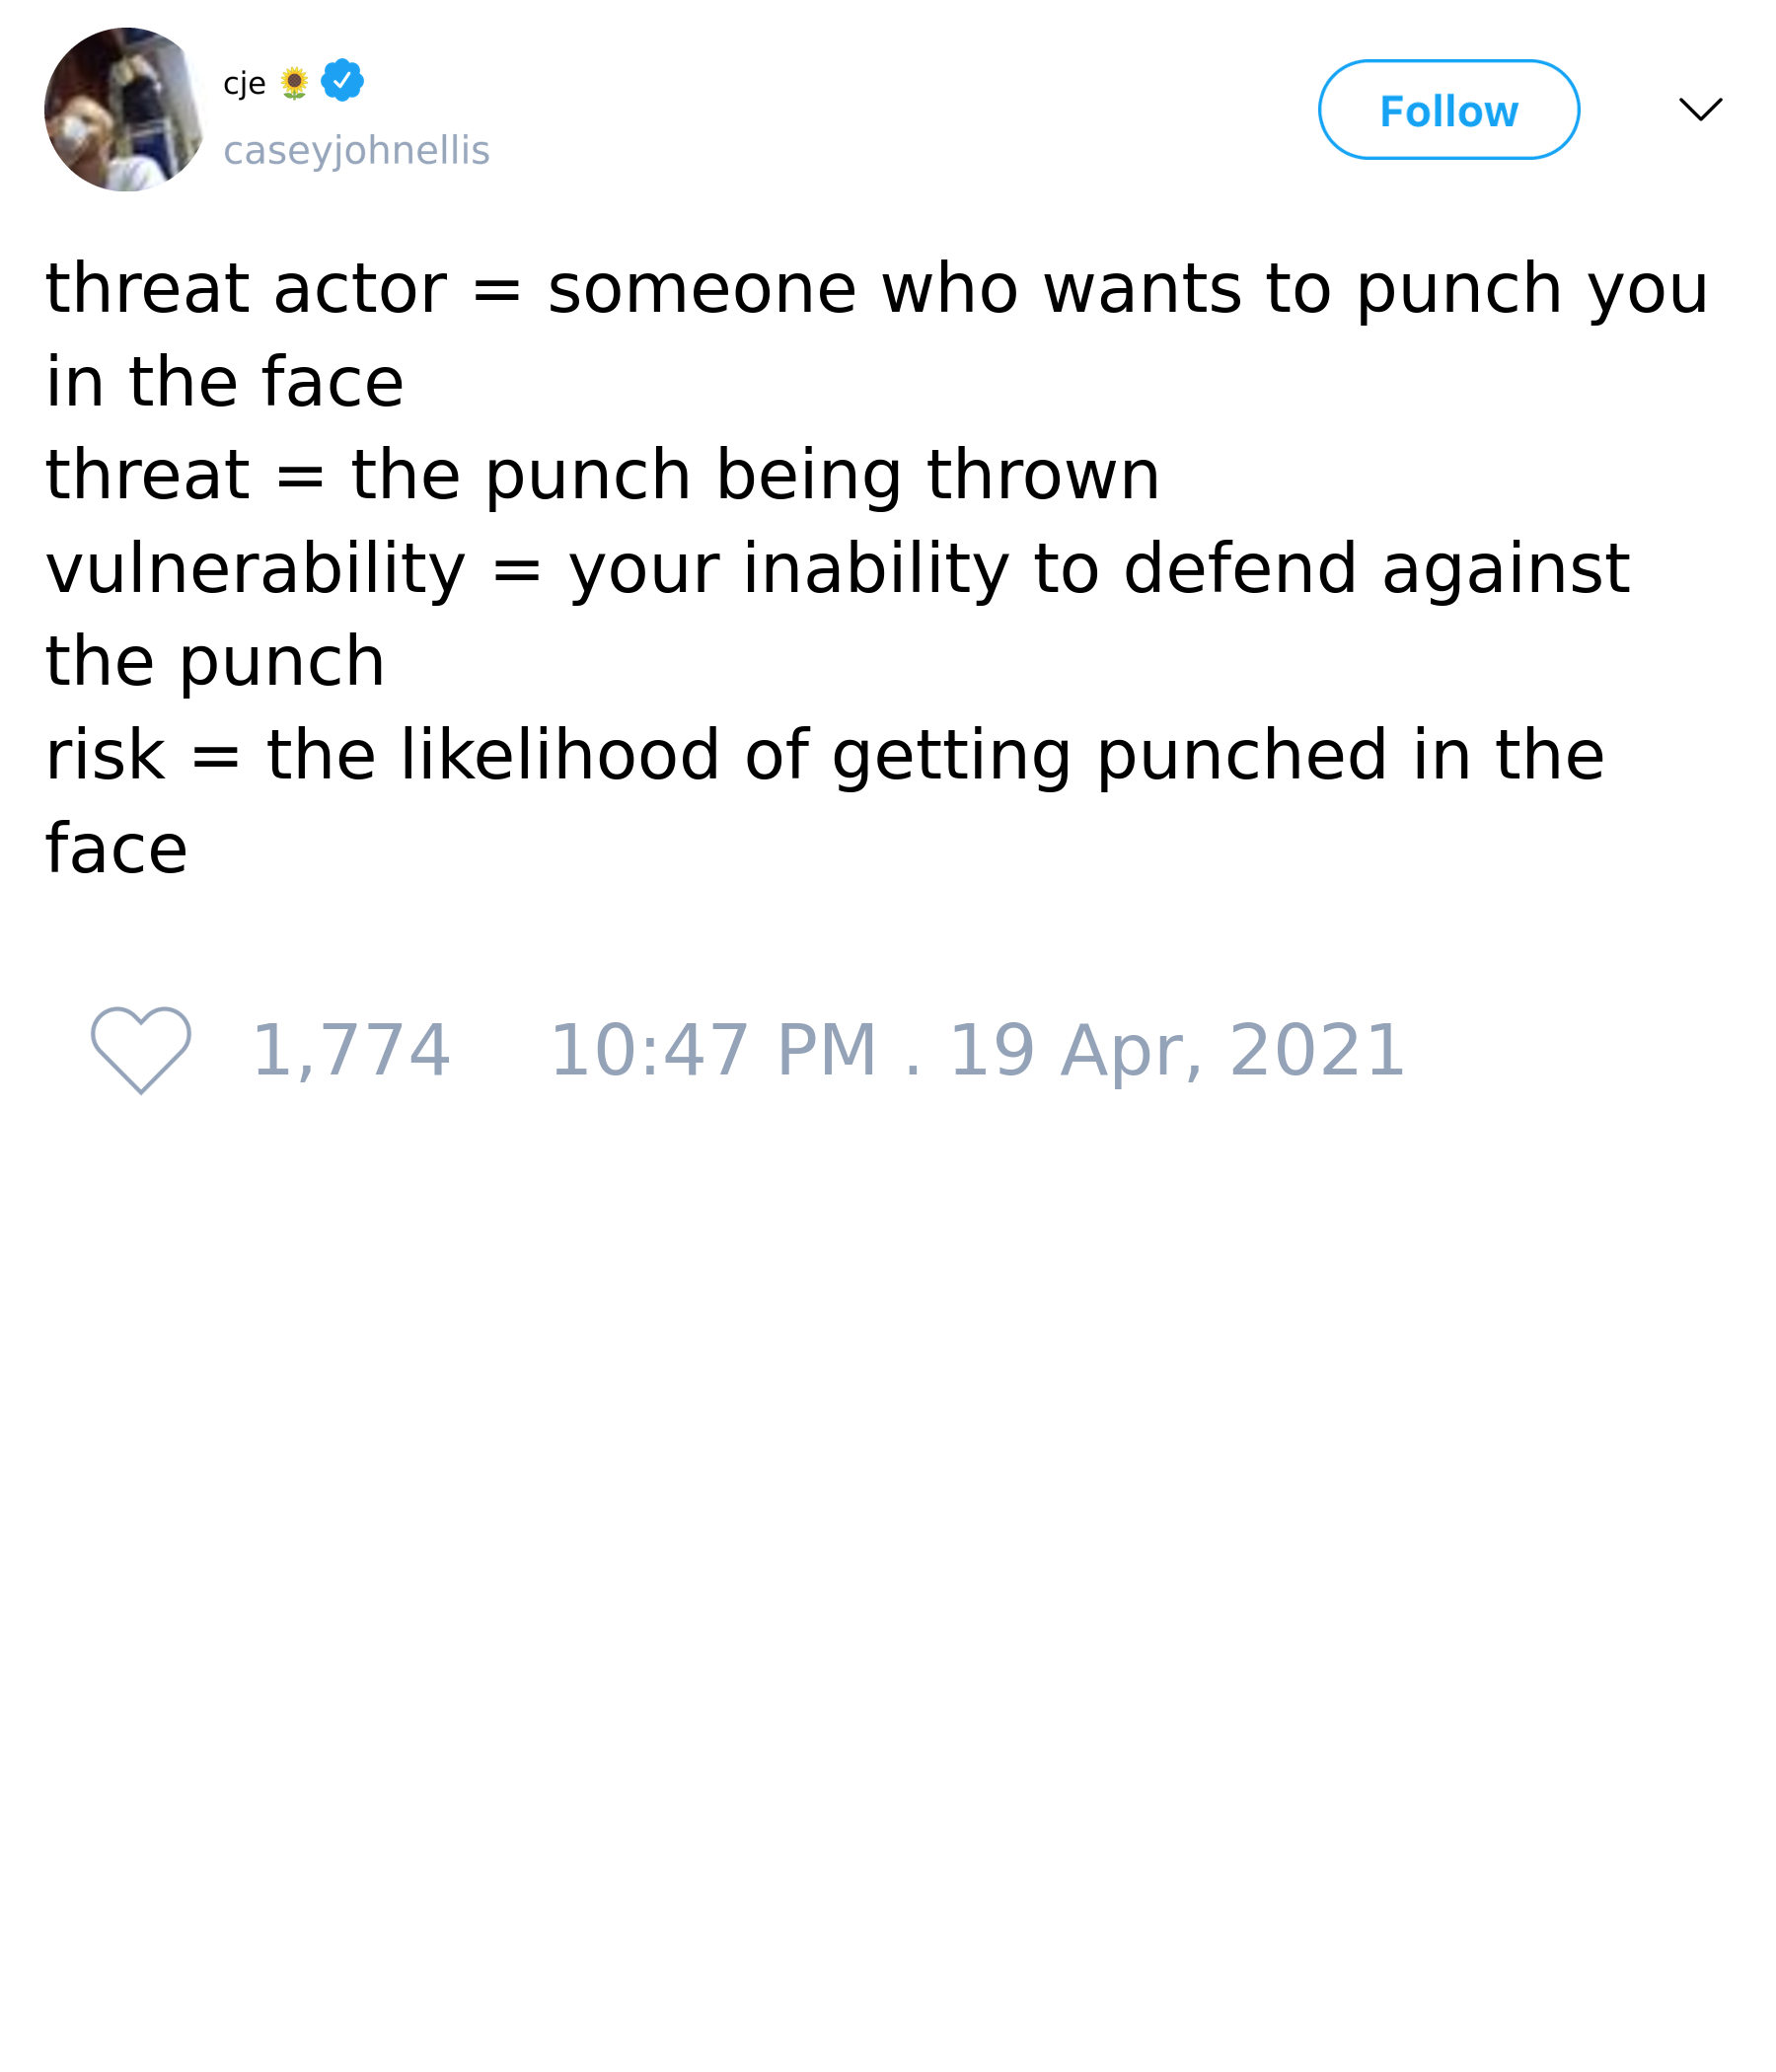 cje 🌻
caseyjohnellis
Follow
threat actor = someone who wants to punch you
in the face
threat = the punch being thrown
vulnerability = your inability to defend against
the punch
risk = the likelihood of getting punched in the
face
1,774 10:47 PM . 19 Apr, 2021